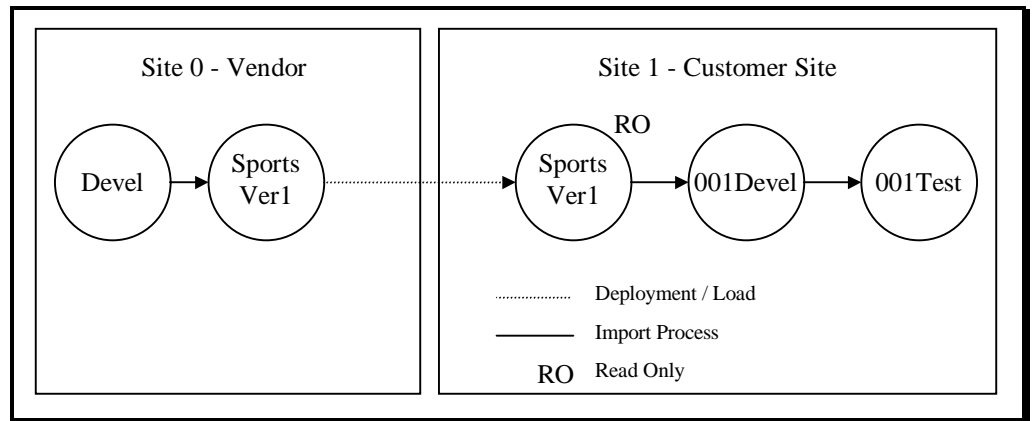 Site 0 - Vendor
Devel
Sports
Ver1
Site 1 - Customer Site
RO
Sports
Ver1
001Devel
001Test
Deployment / Load
Import Process
RO Read Only